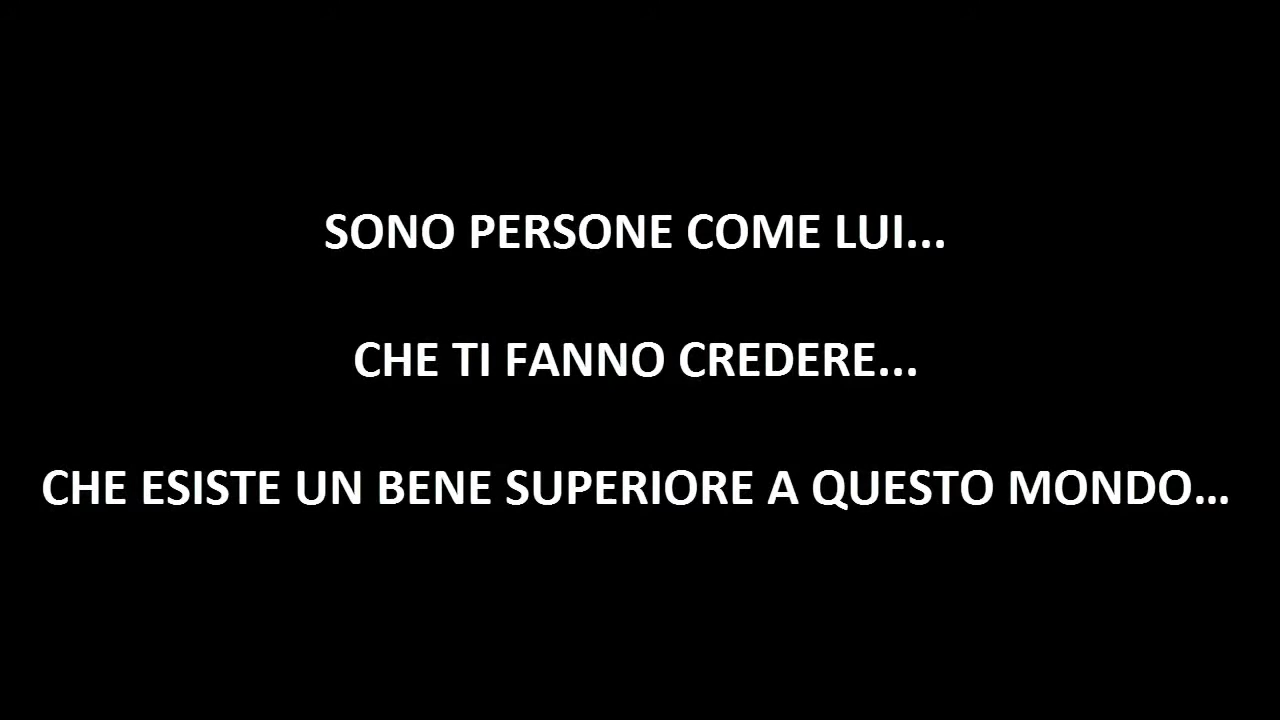 SONO PERSONE COME LUI...
CHE TI FANNO CREDERE...
CHE ESISTE UN BENE SUPERIORE A QUESTO MONDO...